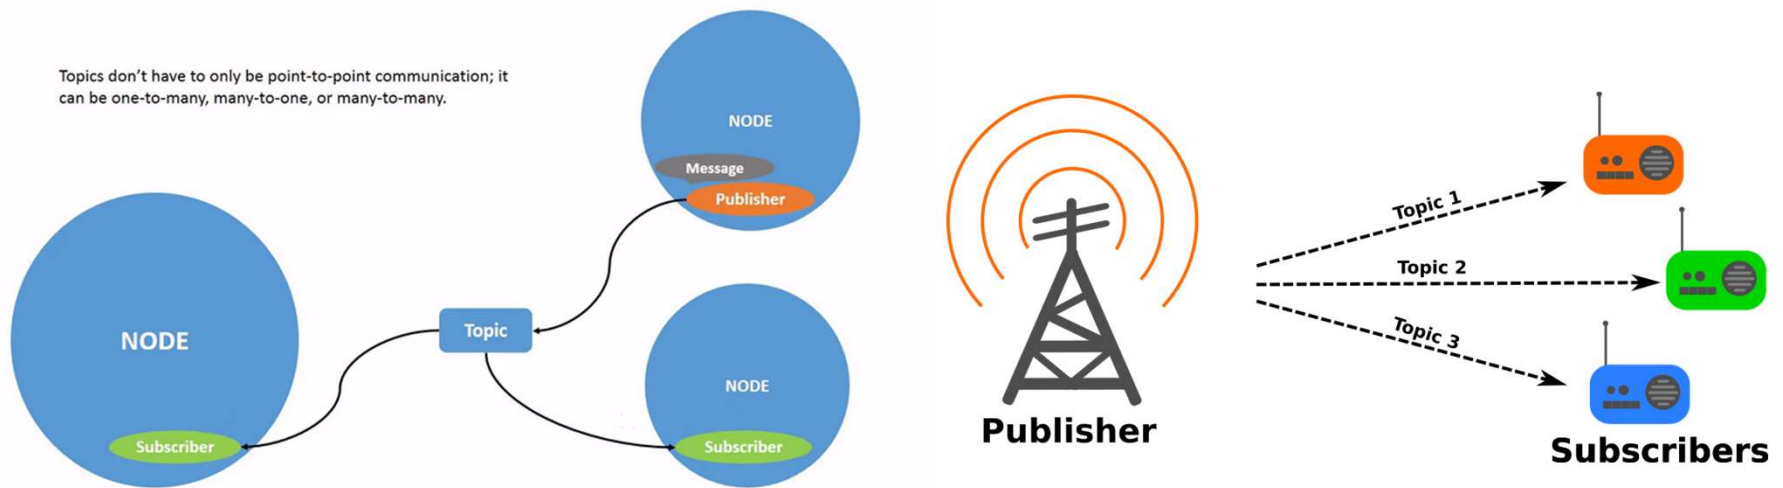 Topics don't have to only be point-to-point communication; it
can be one-to-many, many-to-one, or many-to-many.
NODE
Message
Publisher
Topic
NODE
Subscriber
NODE
Subscriber
Publisher
Topic 1
Topic 2
Topic 3
Subscribers